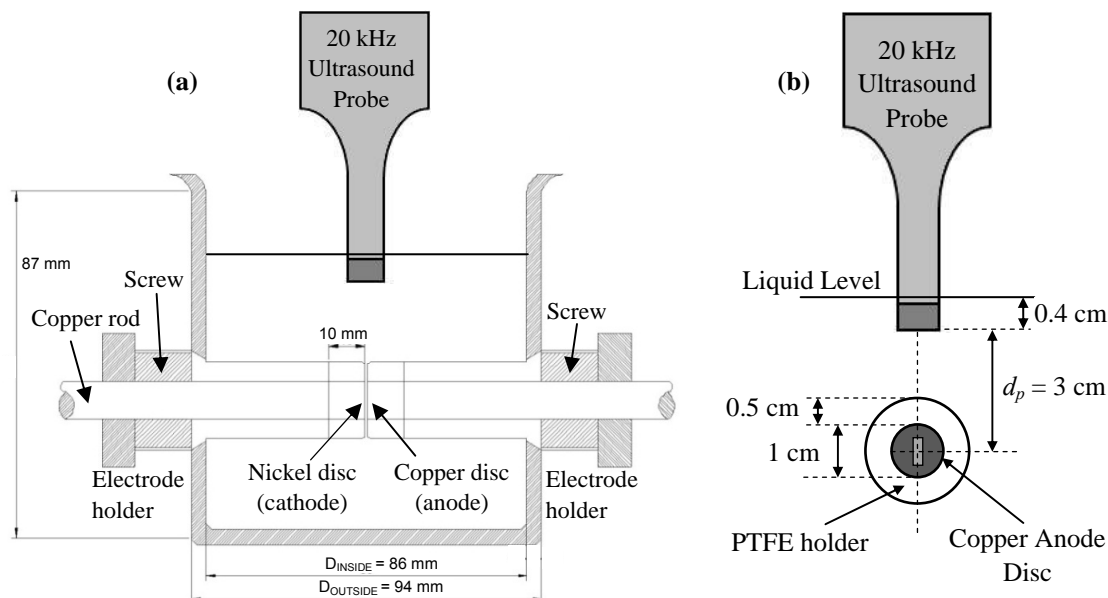 (a)
20 kHz
Ultrasound
Probe
87 mm
Screw
Copper rod
10 mm
Screw
Electrode
holder
Nickel disc
(cathode)
Copper disc
(anode)
Electrode
holder
D_INSIDE = 86 mm
D_OUTSIDE = 94 mm
(b)
20 kHz
Ultrasound
Probe
Liquid Level
0.4 cm
d_p = 3 cm
0.5 cm
1 cm
PTFE holder
Copper Anode
Disc